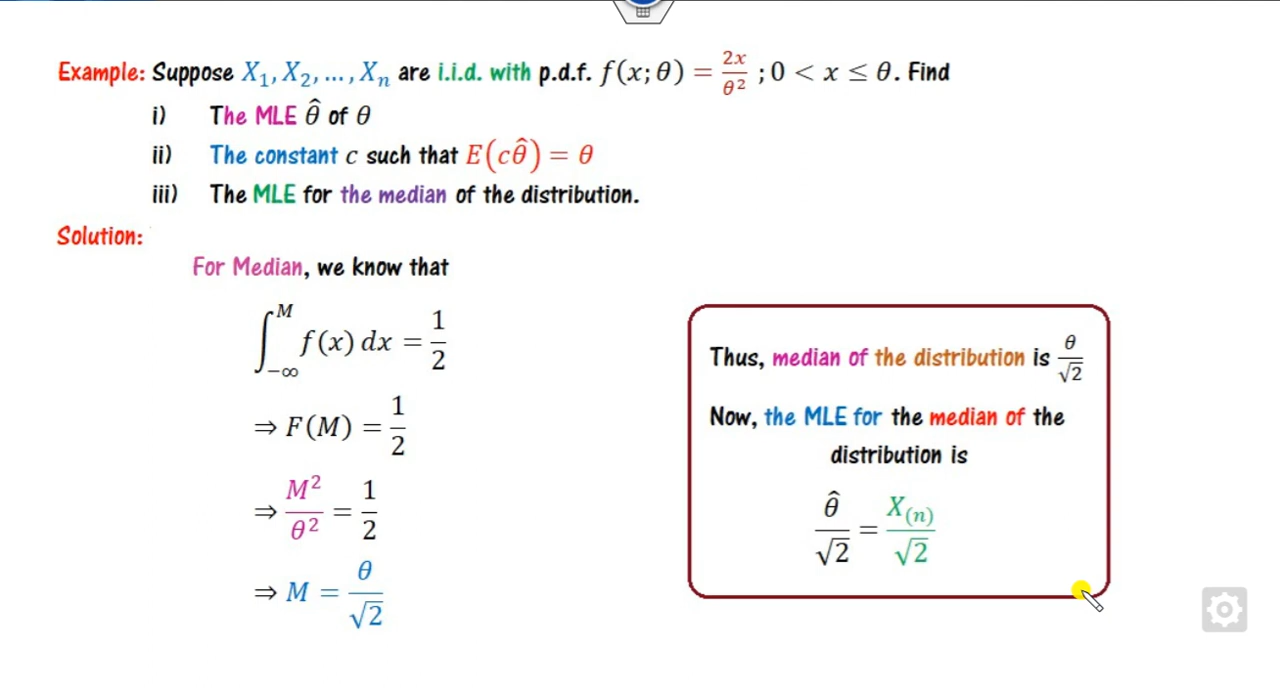 Example: Suppose X₁, X₂, …, Xₙ are i.i.d. with p.d.f. f(x; θ) = 2x/θ² ; 0 < x ≤ θ. Find
i) The MLE θ̂ of θ
ii) The constant c such that E(cθ̂) = θ
iii) The MLE for the median of the distribution.
Solution:
For Median, we know that
∫_{-∞}^{M} f(x) dx = 1/2
⇒ F(M) = 1/2
⇒ M²/θ² = 1/2
⇒ M = θ/√2
Thus, median of the distribution is θ/√2
Now, the MLE for the median of the
distribution is
θ̂/√2 = X₍ₙ₎/√2